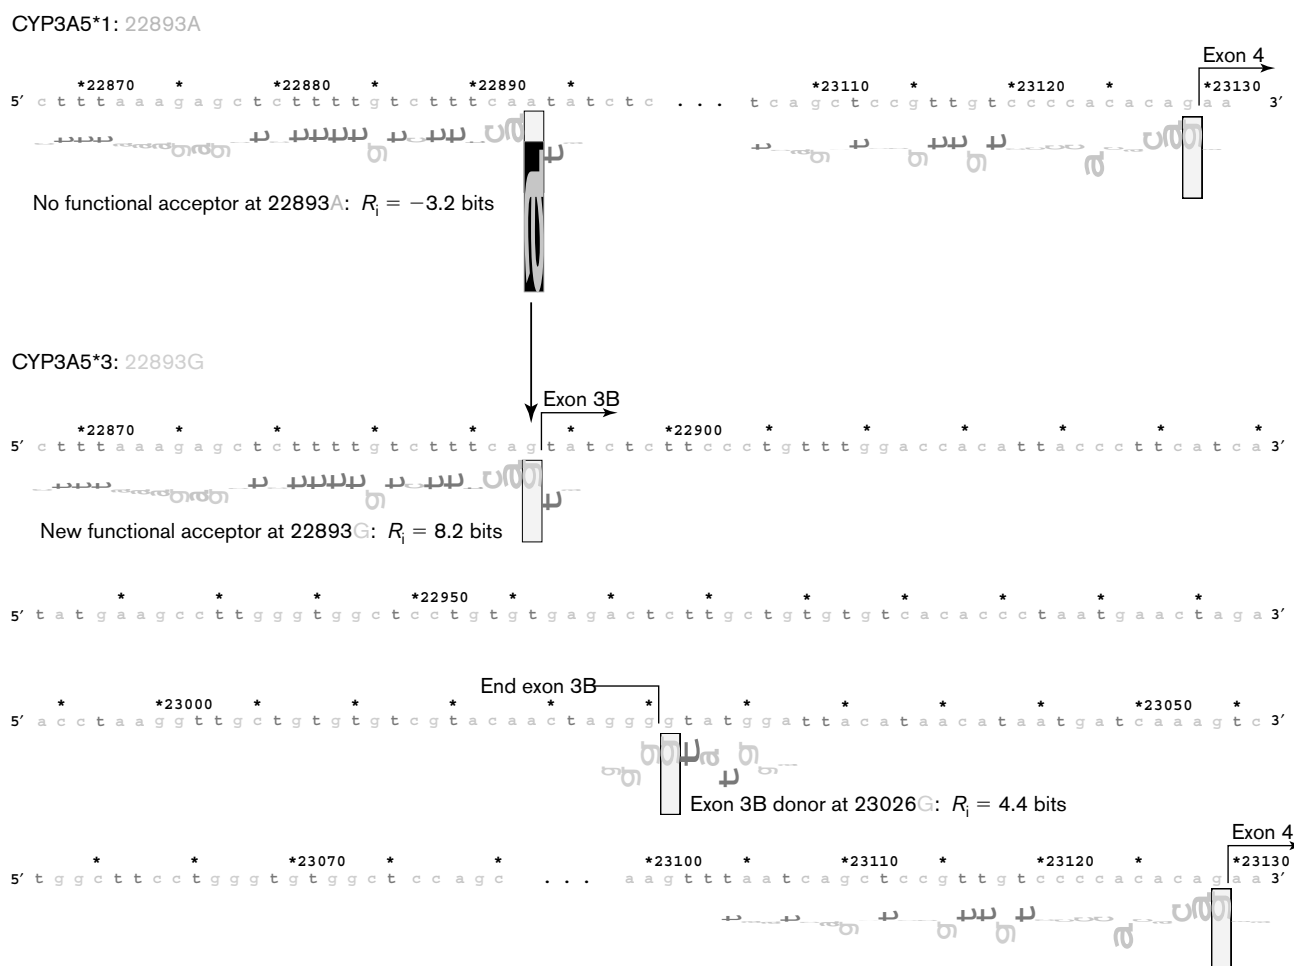 CYP3A5*1: 22893A
Exon 4
*22870 * *22880 * *22890 * *23110 * *23120 * *23130
5′ c t t t a a a g a g c t c t t t t g t c t t t c a a t a t c t c . . . t c a g c t c c g t t g t c c c c a c a c a g a a 3′
No functional acceptor at 22893A: Ri = −3.2 bits
CYP3A5*3: 22893G
Exon 3B
*22870 * * * * * *22900 * * * * * *
5′ c t t t a a a g a g c t c t t t t g t c t t t c a g t a t c t c t t c c c t g t t t g g a c c a c a t t a c c c t t c a t c a 3′
New functional acceptor at 22893G: Ri = 8.2 bits
* * * *22950 * * * * * * * *
5′ t a t g a a g c c t t g g g t g g c t c c t g t g t g a g a c t c t t g c t g t g t g t c a c a c c c t a a t g a a c t a g a 3′
End exon 3B
* *23000 * * * * * * * * * *23050 *
5′ a c c t a a g g t t g c t g t g t g t c g t a c a a c t a g g g g t a t g g a t t a c a t a a c a t a a t g a t c a a a g t c 3′
Exon 3B donor at 23026G: Ri = 4.4 bits
Exon 4
* * *23070 * * *23100 * *23110 * *23120 * *23130
5′ t g g c t t c c t g g g t g t g g c t c c a g c . . . a a g t t t a a t c a g c t c c g t t g t c c c c a c a c a g a a 3′